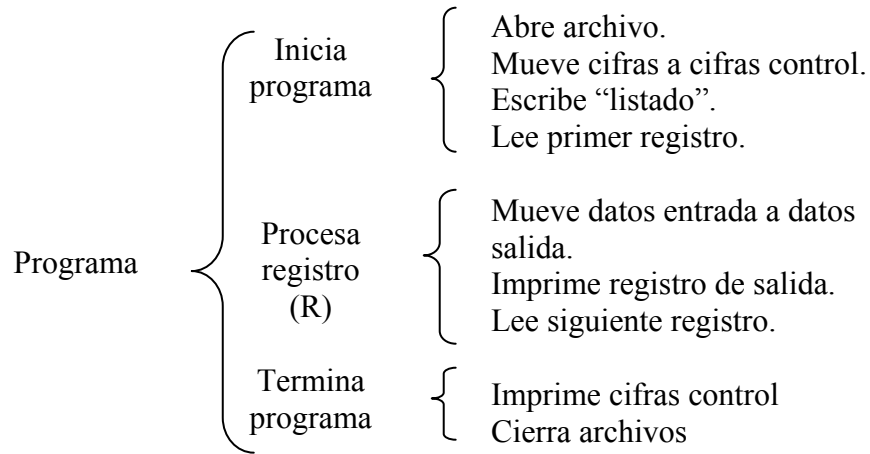 Programa
Inicia
programa
Abre archivo.
Mueve cifras a cifras control.
Escribe “listado”.
Lee primer registro.
Procesa
registro
(R)
Mueve datos entrada a datos
salida.
Imprime registro de salida.
Lee siguiente registro.
Termina
programa
Imprime cifras control
Cierra archivos